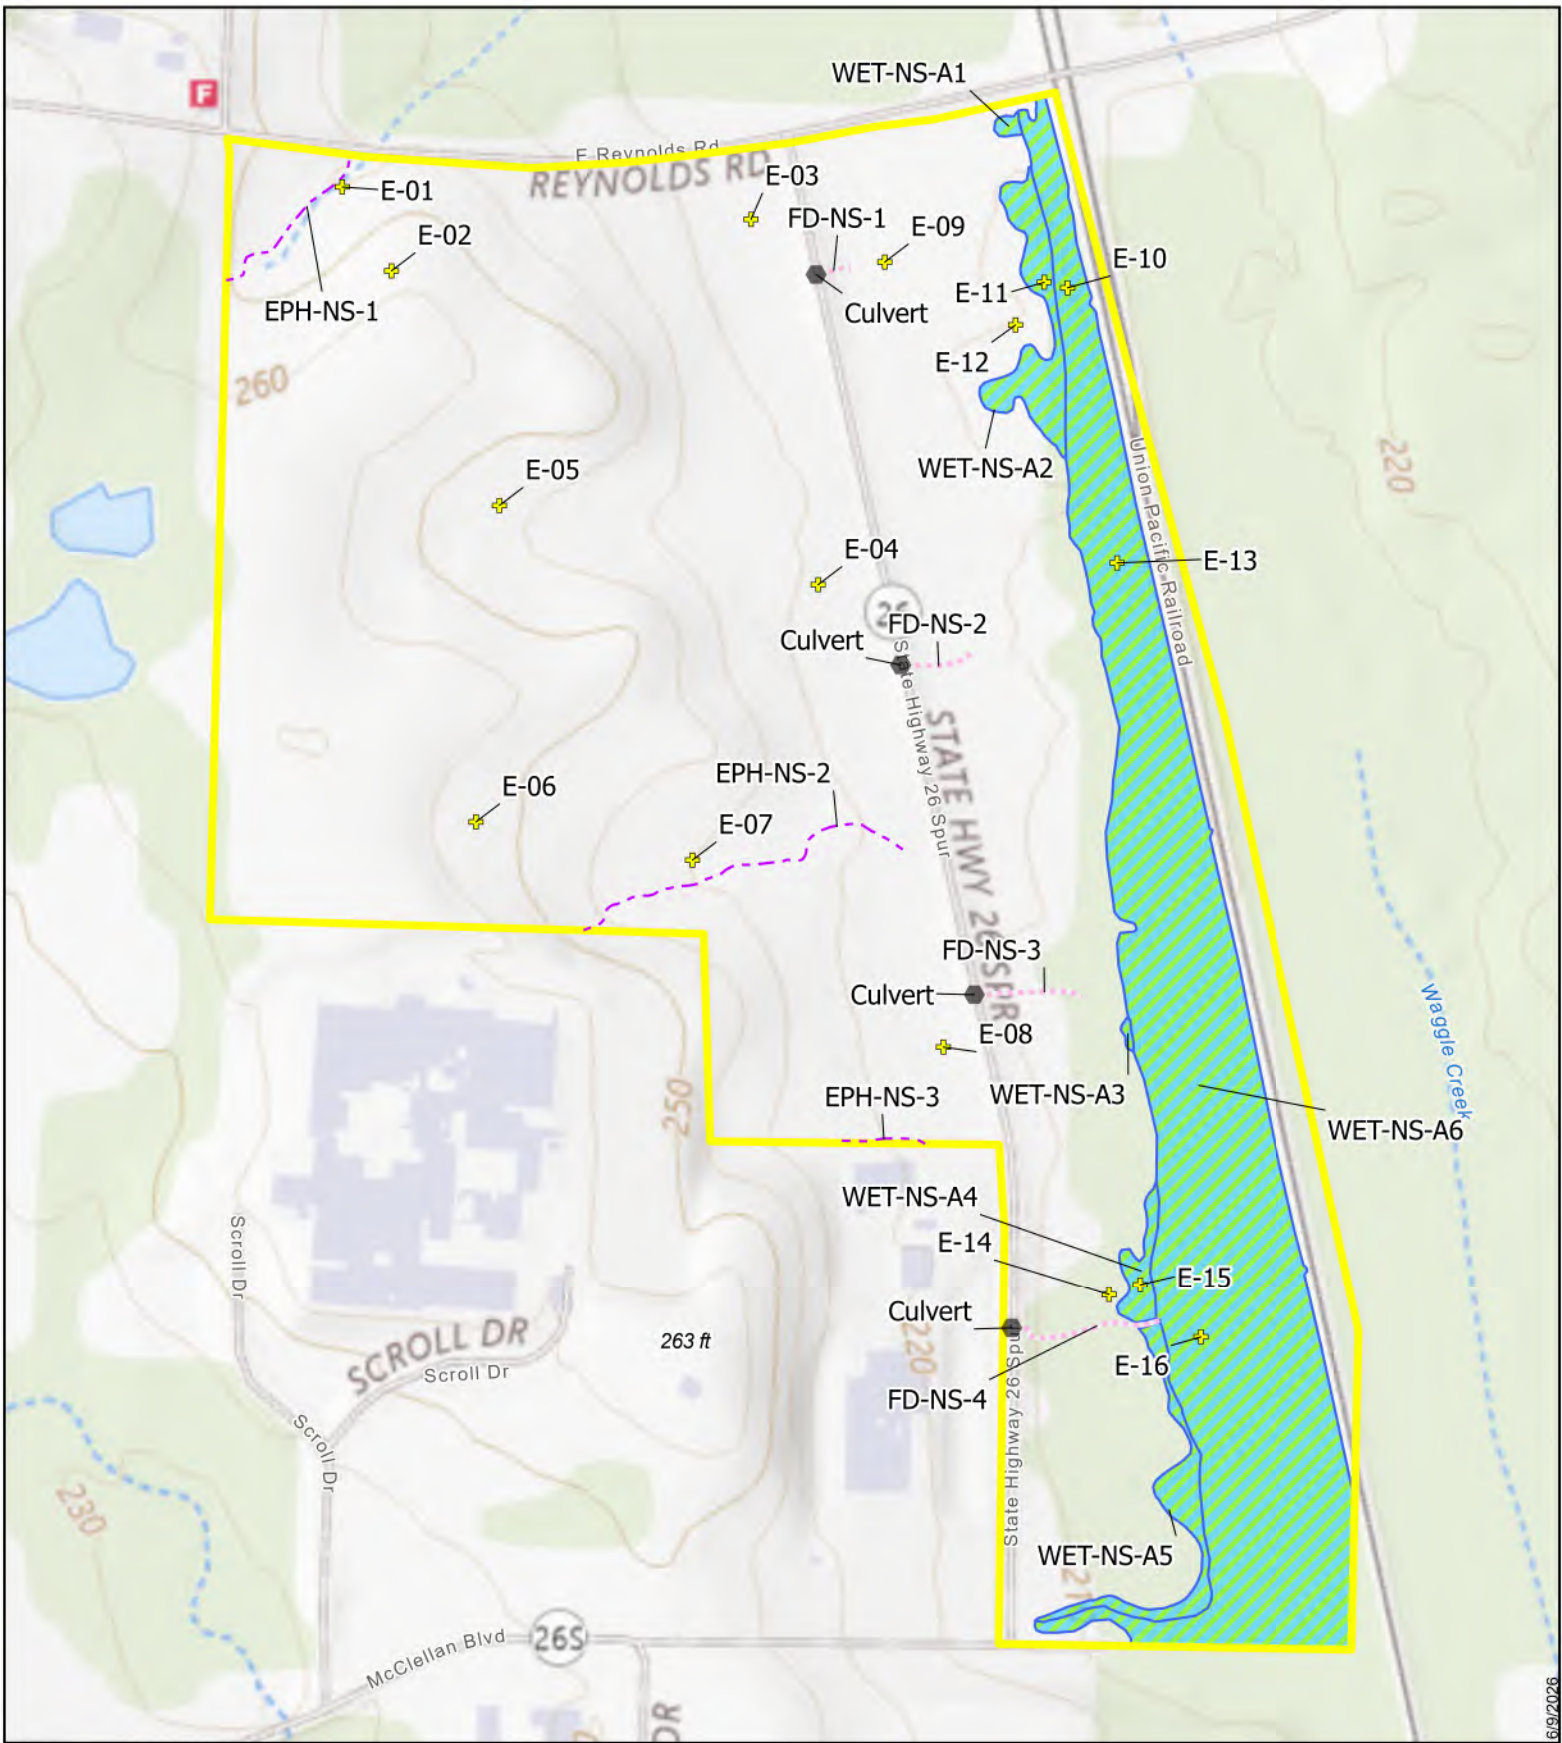 WET-NS-A1
F
E Reynolds Rd
REYNOLDS RD
E-01
E-03
E-02
FD-NS-1
E-09
E-10
E-11
EPH-NS-1
Culvert
E-12
260
WET-NS-A2
220
E-05
Union Pacific Railroad
E-04
E-13
Culvert
FD-NS-2
State Highway 26 Spur
STATE HWY 26 SPR
EPH-NS-2
E-06
E-07
FD-NS-3
Culvert
Waggle Creek
E-08
250
EPH-NS-3
WET-NS-A3
WET-NS-A6
WET-NS-A4
Scroll Dr
E-14
E-15
Culvert
SCROLL DR
263 ft
220
Scroll Dr
E-16
FD-NS-4
Scroll Dr
State Highway 26 Spur
230
WET-NS-A5
McClellan Blvd
26S
DR
6/9/2026